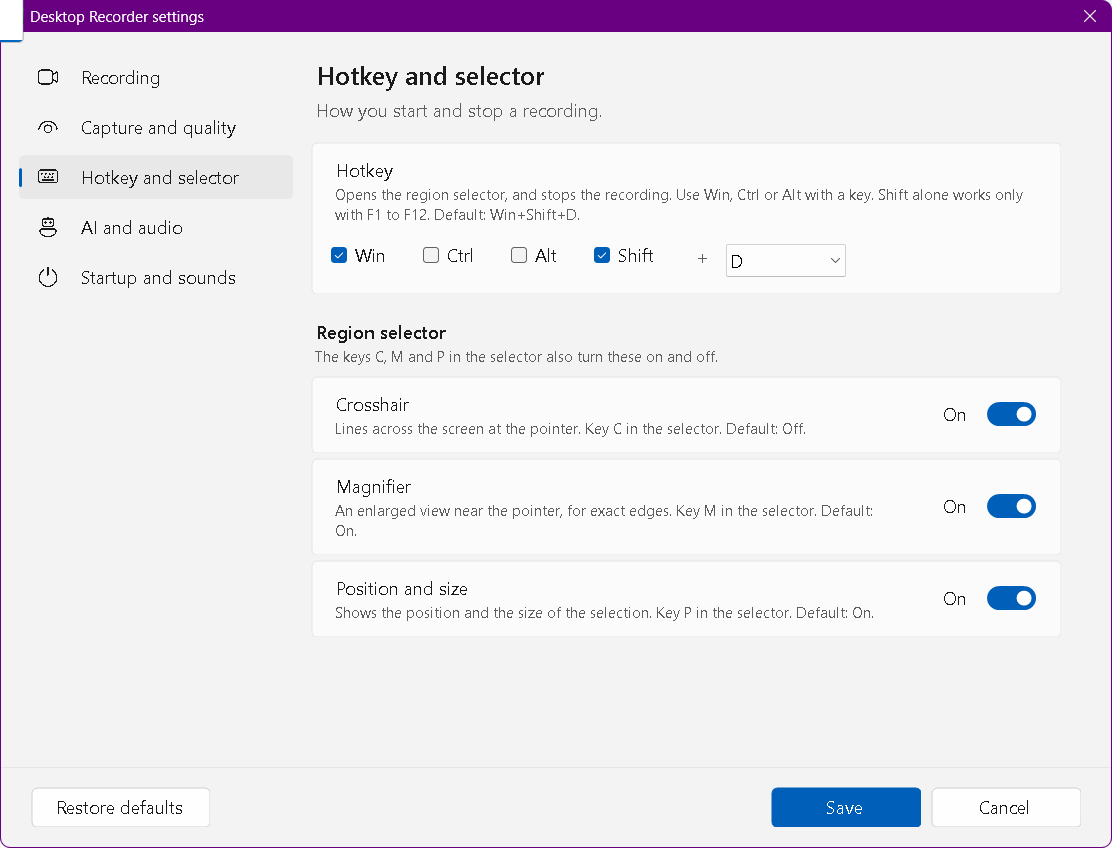 Desktop Recorder settings
Recording
Capture and quality
Hotkey and selector
AI and audio
Startup and sounds
Hotkey and selector
How you start and stop a recording.
Hotkey
Opens the region selector, and stops the recording. Use Win, Ctrl or Alt with a key. Shift alone works only
with F1 to F12. Default: Win+Shift+D.
Win Ctrl Alt Shift + D
Region selector
The keys C, M and P in the selector also turn these on and off.
Crosshair
Lines across the screen at the pointer. Key C in the selector. Default: Off.
On
Magnifier
An enlarged view near the pointer, for exact edges. Key M in the selector. Default:
On.
On
Position and size
Shows the position and the size of the selection. Key P in the selector. Default: On.
On
Restore defaults
Save
Cancel